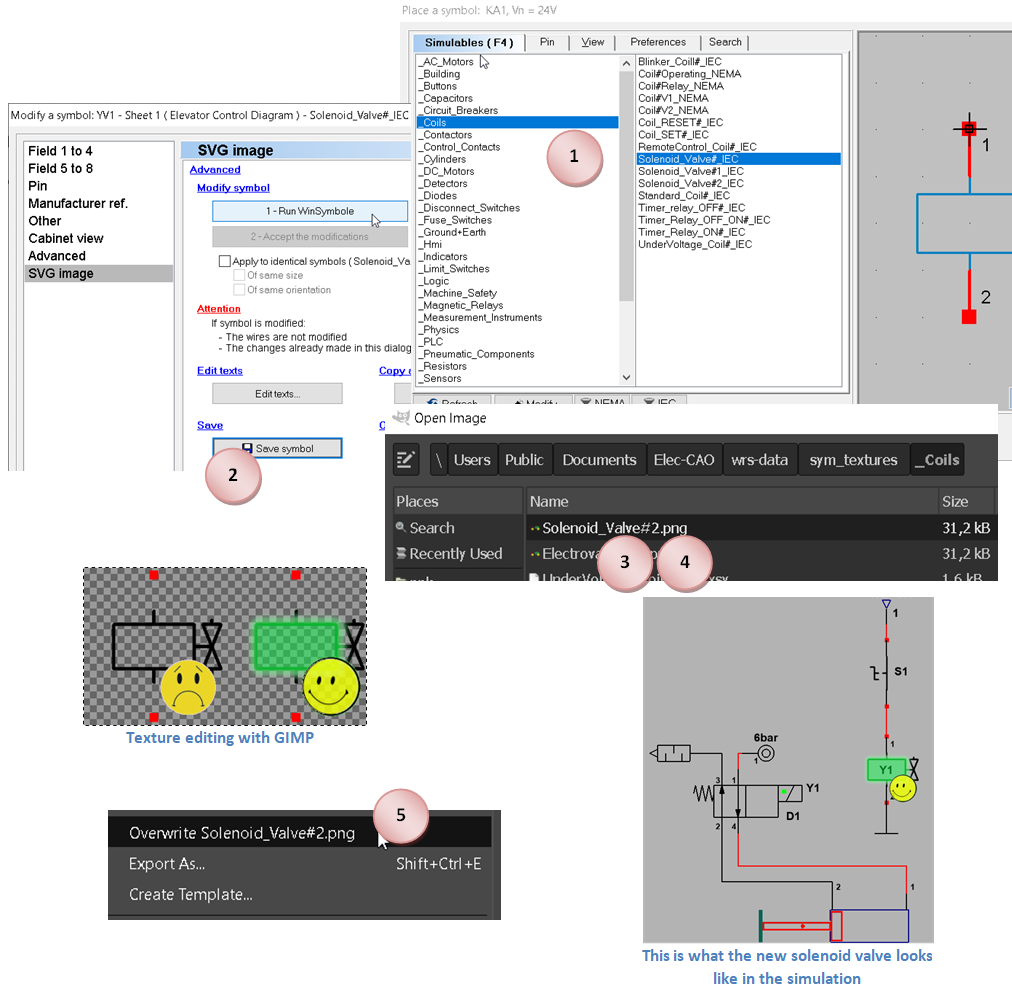 Place a symbol: KA1, Vn = 24V
Simulables ( F4 )
Pin
View
Preferences
Search
_AC_Motors
_Building
_Buttons
_Capacitors
_Circuit_Breakers
_Coils
_Contactors
_Control_Contacts
_Cylinders
_DC_Motors
_Detectors
_Diodes
_Disconnect_Switches
_Fuse_Switches
_Ground+Earth
_Hmi
_Indicators
_Limit_Switches
_Logic
_Machine_Safety
_Magnetic_Relays
_Measurement_Instruments
_Physics
_PLC
_Pneumatic_Components
_Resistors
_Sensors
Blinker_Coill#_IEC
Coil#Operating_NEMA
Coil#Relay_NEMA
Coil#V1_NEMA
Coil#V2_NEMA
Coil_RESET#_IEC
Coil_SET#_IEC
RemoteControl_Coil#_IEC
Solenoid_Valve#_IEC
Solenoid_Valve#1_IEC
Solenoid_Valve#2_IEC
Standard_Coil#_IEC
Timer_relay_OFF#_IEC
Timer_Relay_OFF_ON#_IEC
Timer_Relay_ON#_IEC
UnderVoltage_Coil#_IEC
1
1
2
Refresh
Modify
NEMA
IEC
Modify a symbol: YV1 - Sheet 1 ( Elevator Control Diagram ) - Solenoid_Valve#_IEC
Field 1 to 4
Field 5 to 8
Pin
Manufacturer ref.
Other
Cabinet view
Advanced
SVG image
SVG image
Advanced
Modify symbol
1 - Run WinSymbole
2 - Accept the modifications
Apply to identical symbols ( Solenoid_Va
Of same size
Of same orientation
Attention
If symbol is modified:
- The wires are not modified
- The changes already made in this dialog
Edit texts
Copy
Edit texts...
Save
Save symbol
2
Open Image
\ Users Public Documents Elec-CAO wrs-data sym_textures _Coils
Places
Name
Size
Search
Solenoid_Valve#2.png
31,2 kB
Recently Used
31,2 kB
1,6 kB
3
4
Texture editing with GIMP
5
Overwrite Solenoid_Valve#2.png
Export As...
Shift+Ctrl+E
Create Template...
1
S1
1
Y1
6bar
1
3
1
Y1
D1
2
4
2
1
This is what the new solenoid valve looks
like in the simulation